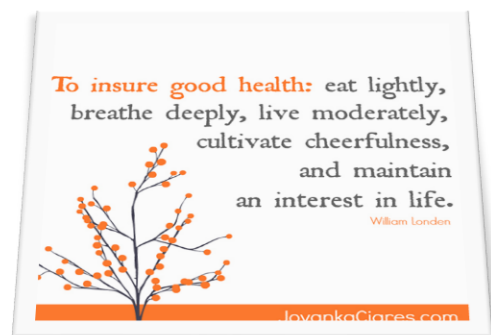 To insure good health: eat lightly,
breathe deeply, live moderately,
cultivate cheerfulness,
and maintain
an interest in life.
William Londen
JovankaCiares.com